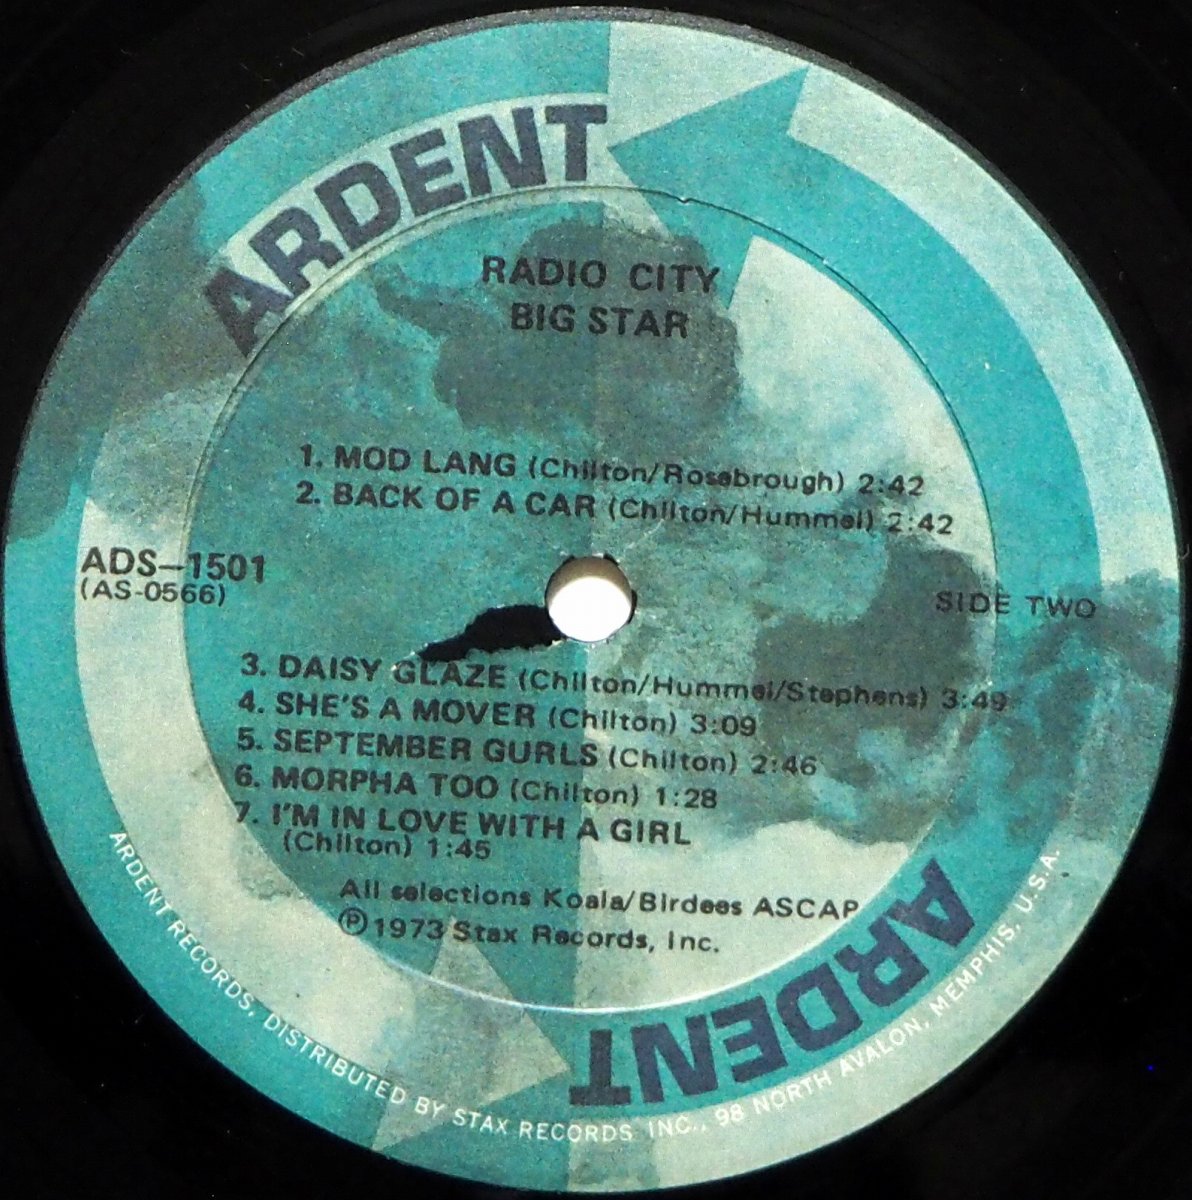 ARDENT
RADIO CITY
BIG STAR
1. MOD LANG (Chilton/Rosebrough) 2:42
2. BACK OF A CAR (Chilton/Hummel) 2:42
ADS-1501
(AS-0566)
SIDE TWO
3. DAISY GLAZE (Chilton/Hummel/Stephens) 3:49
4. SHE'S A MOVER (Chilton) 3:09
5. SEPTEMBER GURLS (Chilton) 2:46
6. MORPHA TOO (Chilton) 1:28
7. I'M IN LOVE WITH A GIRL
(Chilton) 1:45
All selections Koala/Birdees ASCAP
℗ 1973 Stax Records, Inc.
ARDENT
ARDENT RECORDS, DISTRIBUTED BY STAX RECORDS INC., 98 NORTH AVALON, MEMPHIS, U.S.A.